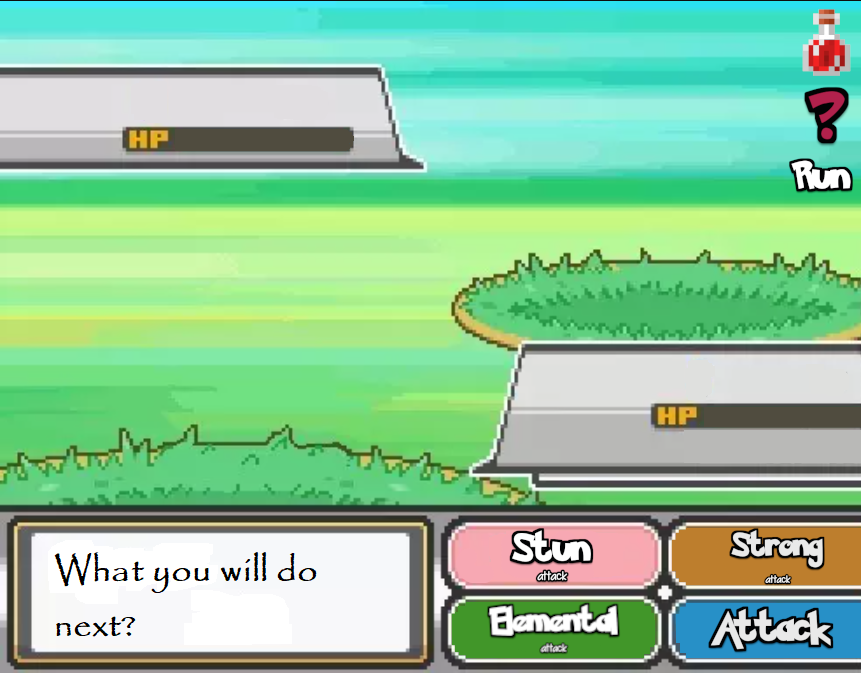 HP
?
Run
HP
What you will do
next?
Stun
attack
Strong
attack
Elemental
attack
Attack